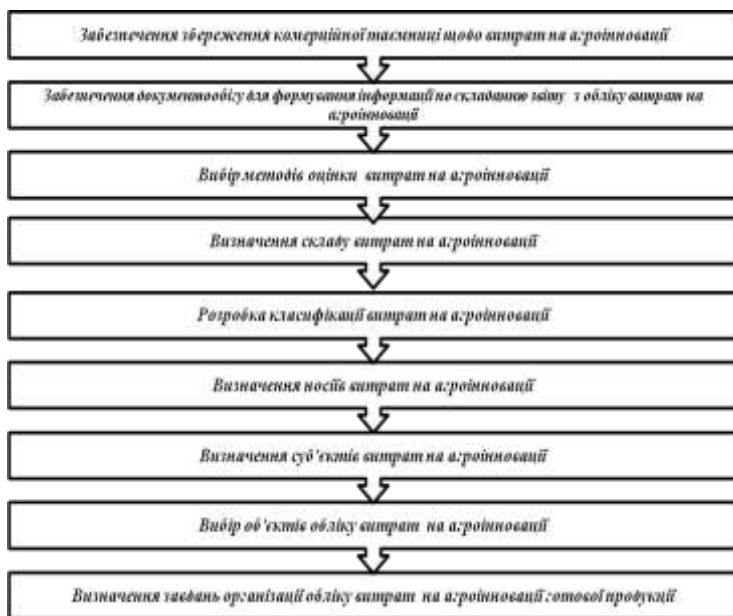 Забезпечення збереження комерційної таємниці щодо витрат на агроінновації
Забезпечення документообігу для формування інформації по складанню звіту з обліку витрат на
агроінновації
Вибір методів оцінки витрат на агроінновації
Визначення складу витрат на агроінновації
Розробка класифікації витрат на агроінновації
Визначення носіїв витрат на агроінновації
Визначення суб'єктів витрат на агроінновації
Вибір об'єктів обліку витрат на агроінновації
Визначення завдань організації обліку витрат на агроінновації готової продукції